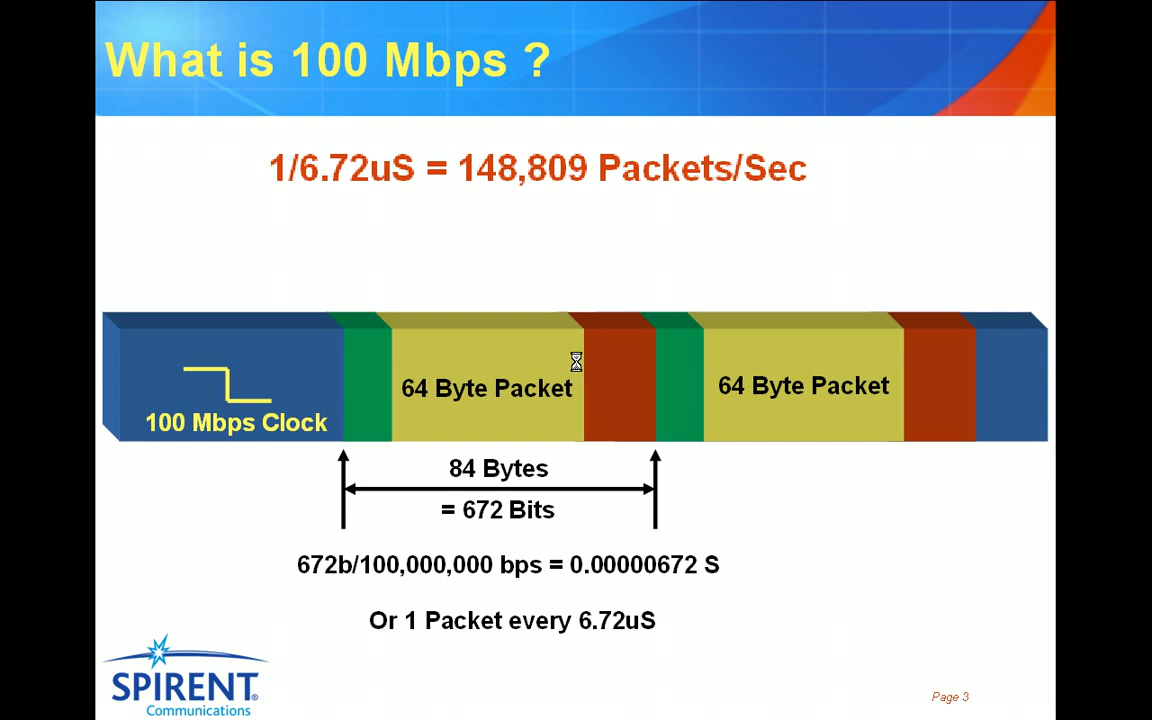 What is 100 Mbps ?
1/6.72uS = 148,809 Packets/Sec
64 Byte Packet
64 Byte Packet
100 Mbps Clock
84 Bytes
= 672 Bits
672b/100,000,000 bps = 0.00000672 S
Or 1 Packet every 6.72uS
SPIRENT
Communications
Page 3